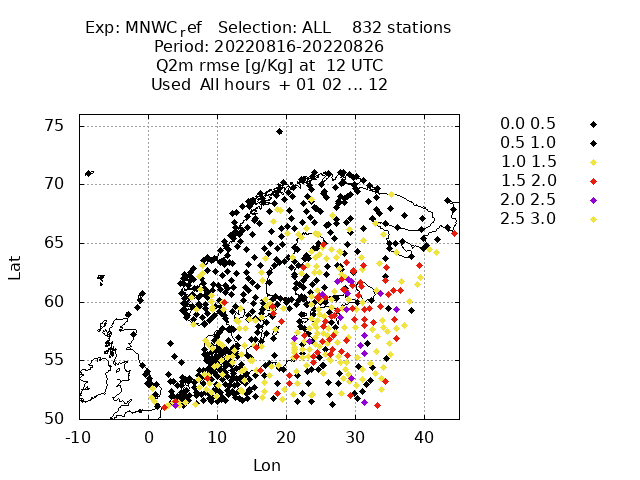 Exp: MNWC_ref   Selection: ALL    832 stations
Period: 20220816-20220826
Q2m rmse [g/Kg] at  12 UTC
Used  All hours  + 01 02 ... 12
0.0 0.5
0.5 1.0
1.0 1.5
1.5 2.0
2.0 2.5
2.5 3.0
75
70
65
60
55
50
Lat
-10 0 10 20 30 40
Lon